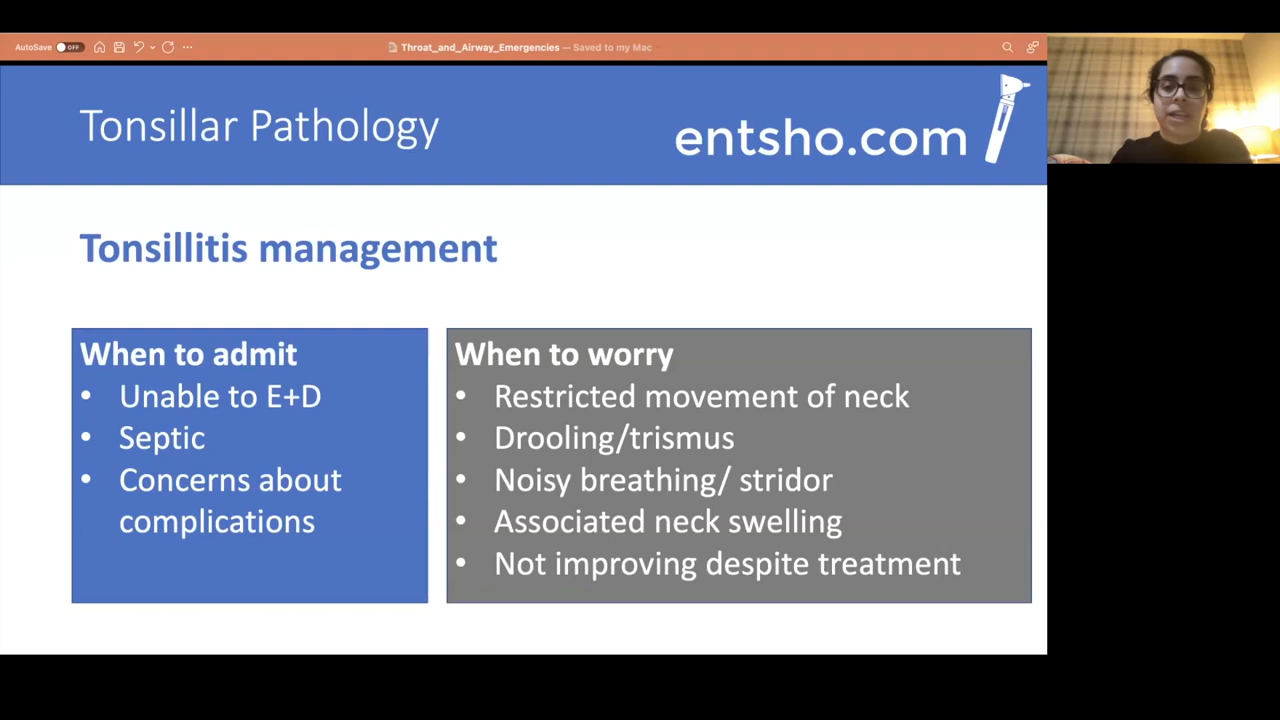 AutoSave OFF
Throat_and_Airway_Emergencies — Saved to my Mac
Tonsillar Pathology
entsho.com
Tonsillitis management
When to admit
• Unable to E+D
• Septic
• Concerns about
complications
When to worry
• Restricted movement of neck
• Drooling/trismus
• Noisy breathing/ stridor
• Associated neck swelling
• Not improving despite treatment